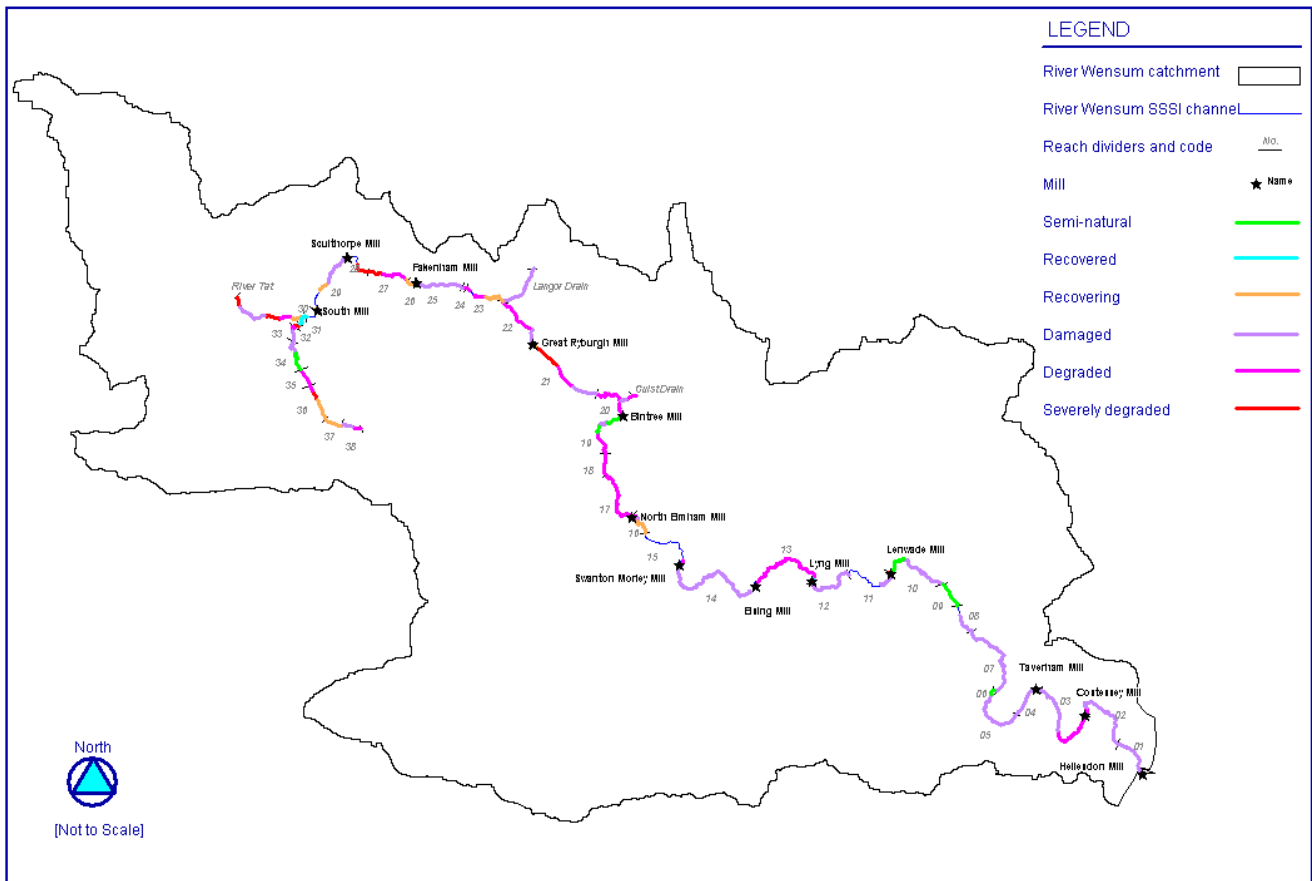 LEGEND
River Wensum catchment
River Wensum SSSI channel
Reach dividers and code
No.
Mill
Name
Semi-natural
Recovered
Recovering
Damaged
Degraded
Severely degraded
Sculthorpe Mill
28
Fakenham Mill
27
26
25
24
23
Langor Drain
River Tat
29
30
31
South Mill
32
33
22
Great Ryburgh Mill
34
35
21
36
20
Guist Drain
Bintree Mill
37
38
19
18
17
North Elmham Mill
16
15
13
Lyng Mill
Lenwade Mill
Swanton Morley Mill
14
12
11
10
Elsing Mill
09
08
07
Taverham Mill
06
03
Costessey Mill
04
02
05
01
Hellesdon Mill
North
[Not to Scale]